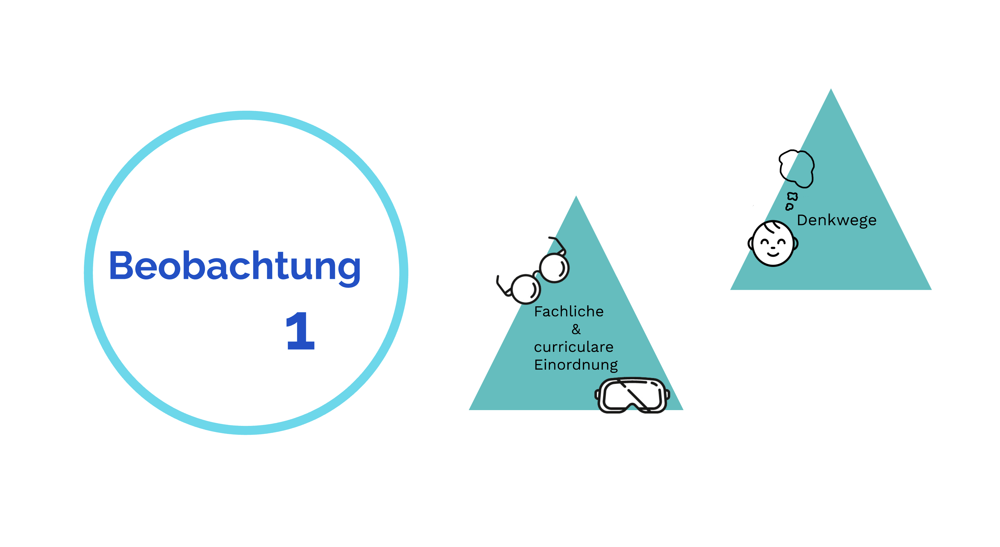 Beobachtung
1
Fachliche
&
curriculare
Einordnung
Denkwege